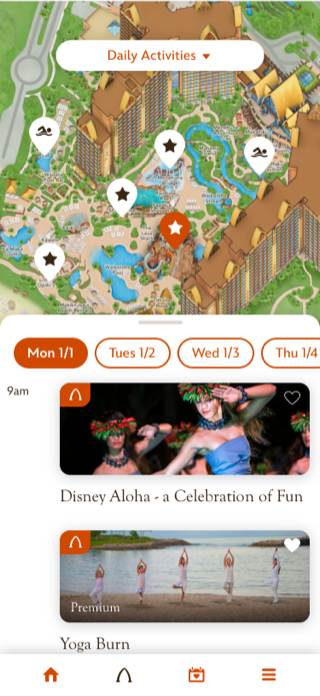 Daily Activities
Mon 1/1
Tues 1/2
Wed 1/3
Thu 1/4
9am
Disney Aloha - a Celebration of Fun
Premium
Yoga Burn